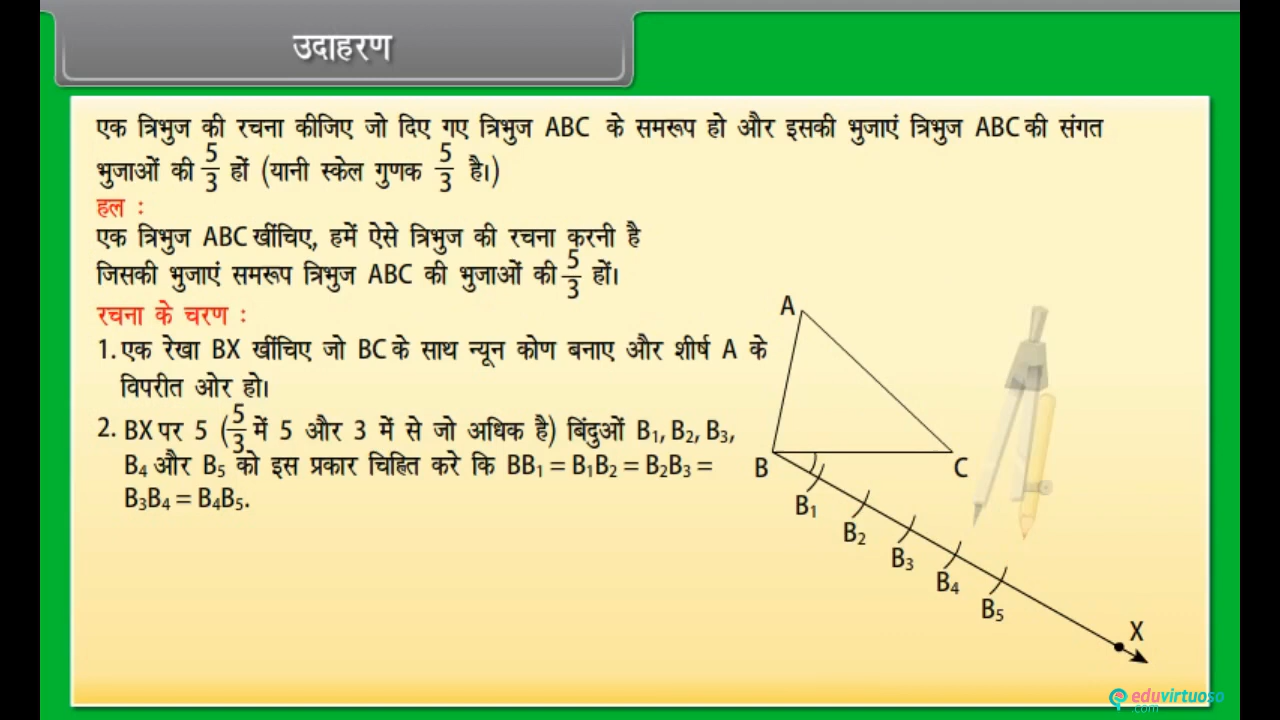 उदाहरण
एक त्रिभुज की रचना कीजिए जो दिए गए त्रिभुज ABC के समरूप हो और इसकी भुजाएं त्रिभुज ABC की संगत
भुजाओं की 5/3 हों (यानी स्केल गुणक 5/3 है।)
हल :
एक त्रिभुज ABC खींचिए, हमें ऐसे त्रिभुज की रचना करनी है
जिसकी भुजाएं समरूप त्रिभुज ABC की भुजाओं की 5/3 हों।
रचना के चरण :
1. एक रेखा BX खींचिए जो BC के साथ न्यून कोण बनाए और शीर्ष A के
विपरीत ओर हो।
2. BX पर 5 (5/3 में 5 और 3 में से जो अधिक है) बिंदुओं B₁, B₂, B₃,
B₄ और B₅ को इस प्रकार चिह्नित करे कि BB₁ = B₁B₂ = B₂B₃ =
B₃B₄ = B₄B₅.
A
B
C
B₁
B₂
B₃
B₄
B₅
X
eduvirtuoso
.com